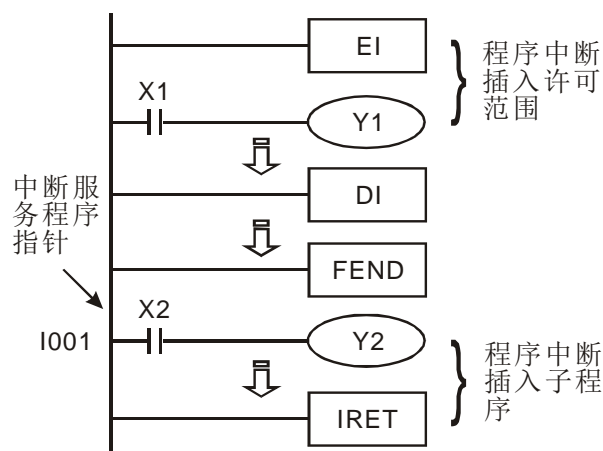 EI
程序中断
插入许可
范围
X1
Y1
中断服
务程序
指针
DI
FEND
X2
I001
Y2
程序中断
插入子程
序
IRET